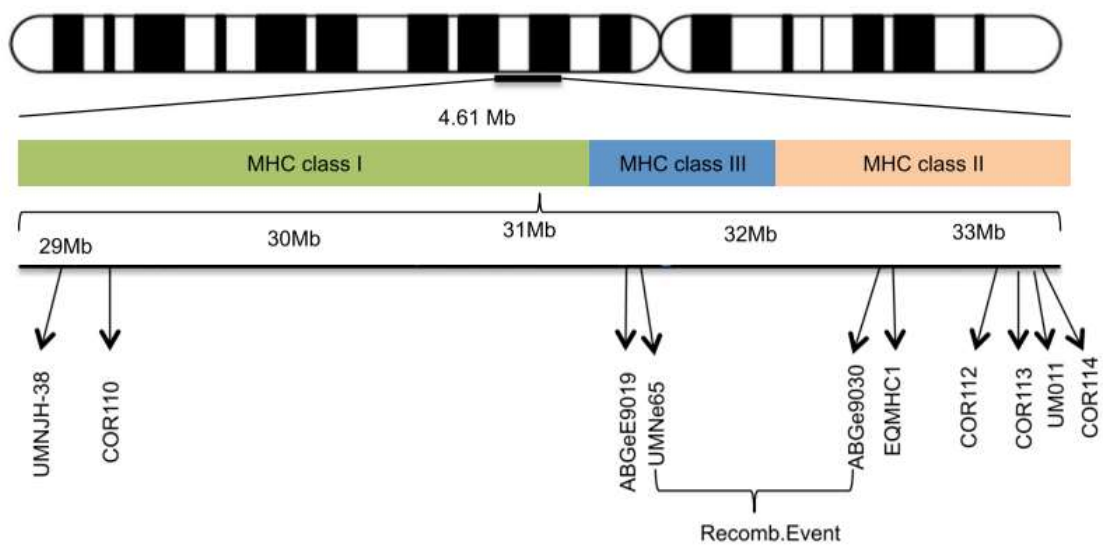 4.61 Mb
MHC class I
MHC class III
MHC class II
29Mb
30Mb
31Mb
32Mb
33Mb
UMNJH-38
COR110
ABGeE9019
UMNe65
ABGe9030
EQMHC1
COR112
COR113
UM011
COR114
Recomb.Event